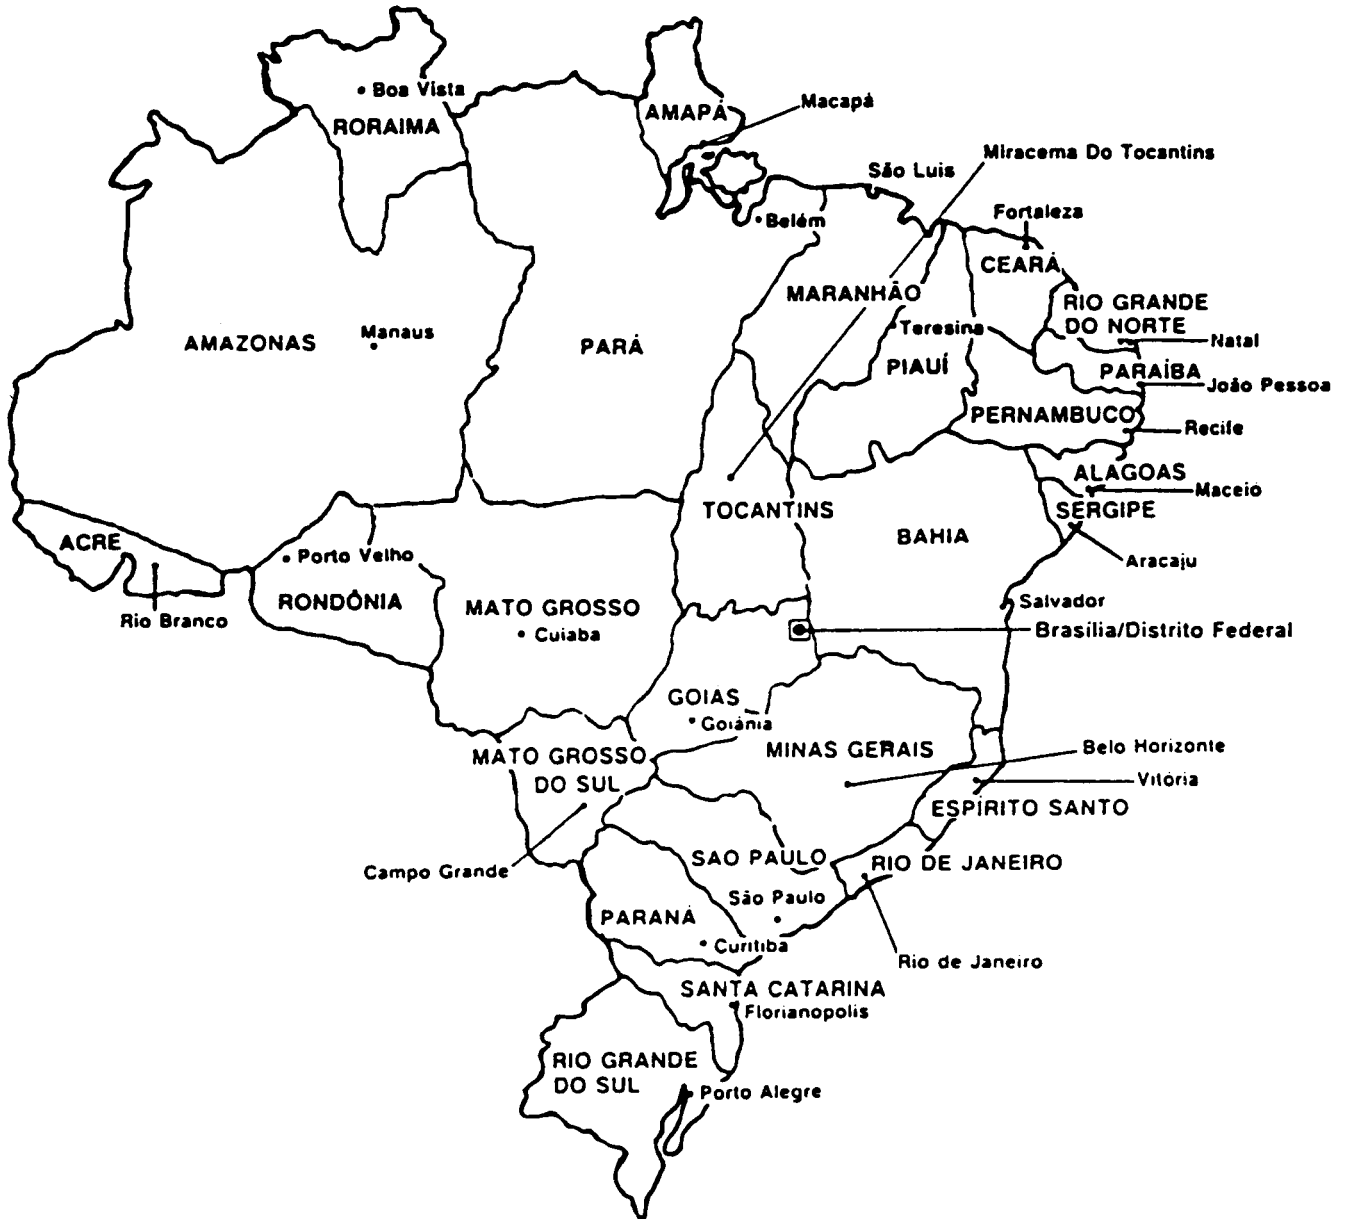 Boa Vista
RORAIMA
AMAPÁ
Macapá
Miracema Do Tocantins
São Luis
Belém
Fortaleza
CEARÁ
MARANHÃO
RIO GRANDE
DO NORTE
AMAZONAS
Manaus
PARÁ
Teresina
Natal
PIAUÍ
PARAÍBA
João Pessoa
PERNAMBUCO
Recife
ALAGOAS
Maceió
TOCANTINS
SERGIPE
BAHIA
ACRE
Porto Velho
Aracaju
RONDÔNIA
Rio Branco
MATO GROSSO
Cuiaba
Salvador
Brasília/Distrito Federal
GOIAS
Goiánia
MATO GROSSO
DO SUL
MINAS GERAIS
Belo Horizonte
Vitória
ESPÍRITO SANTO
Campo Grande
SAO PAULO
RIO DE JANEIRO
São Paulo
PARANÁ
Curitiba
Rio de Janeiro
SANTA CATARINA
Florianopolis
RIO GRANDE
DO SUL
Porto Alegre